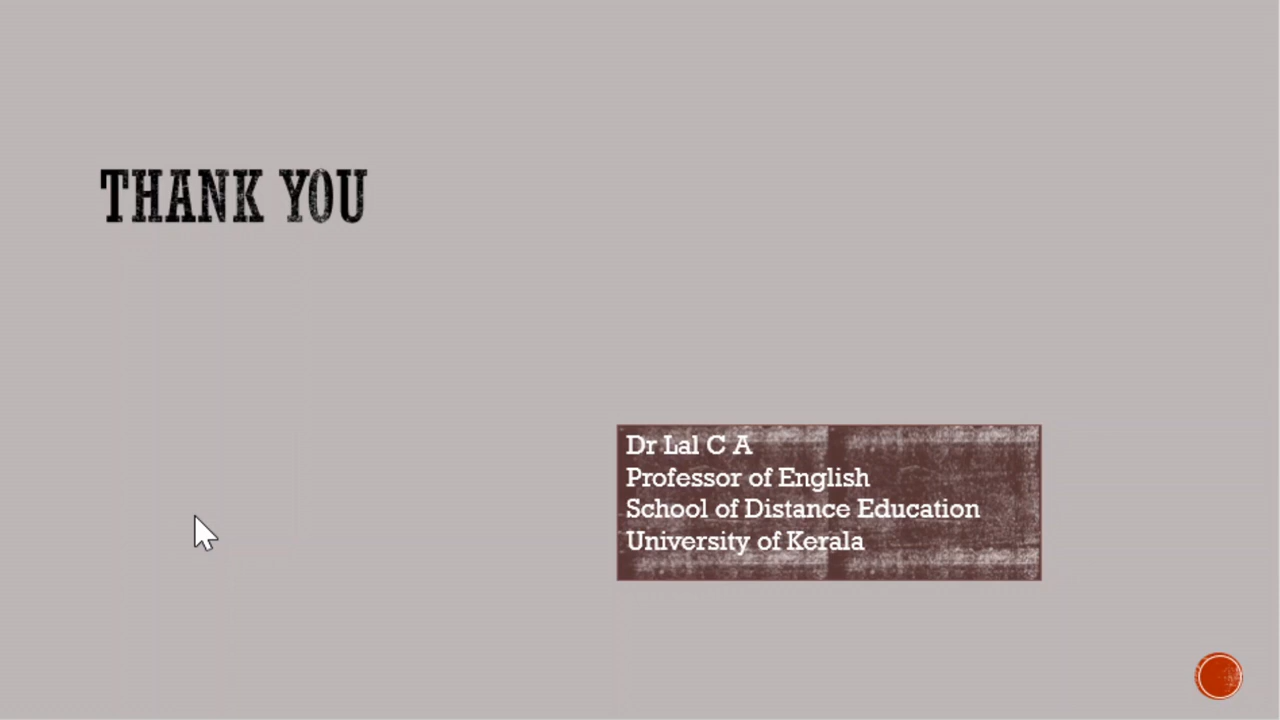 THANK YOU
Dr Lal C A
Professor of English
School of Distance Education
University of Kerala